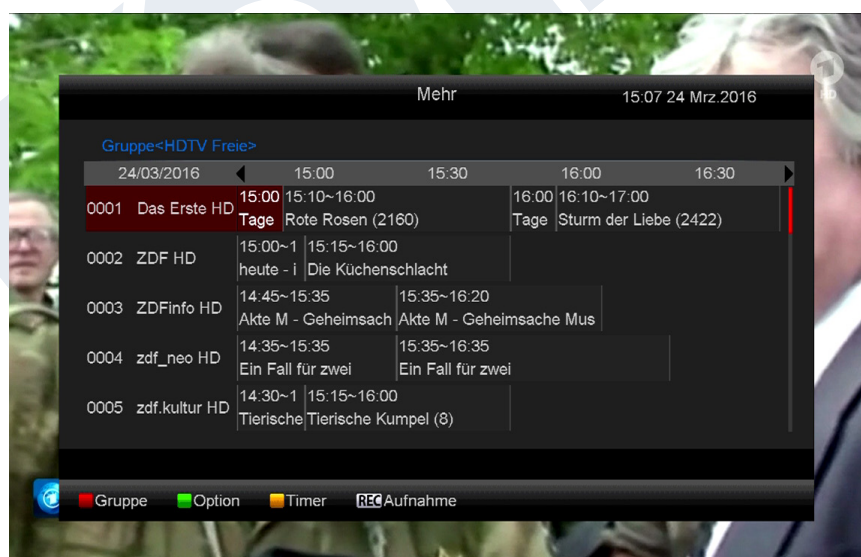 Mehr
15:07 24 Mrz.2016
Gruppe<HDTV Freie>
24/03/2016 15:00 15:30 16:00 16:30
0001 Das Erste HD
15:00 15:10~16:00 16:00 16:10~17:00
Tage Rote Rosen (2160) Tage Sturm der Liebe (2422)
0002 ZDF HD
15:00~1 15:15~16:00
heute - i Die Küchenschlacht
0003 ZDFinfo HD
14:45~15:35 15:35~16:20
Akte M - Geheimsach Akte M - Geheimsache Mus
0004 zdf_neo HD
14:35~15:35 15:35~16:35
Ein Fall für zwei Ein Fall für zwei
0005 zdf.kultur HD
14:30~1 15:15~16:00
Tierische Tierische Kumpel (8)
Gruppe Option Timer REC Aufnahme
1
HD